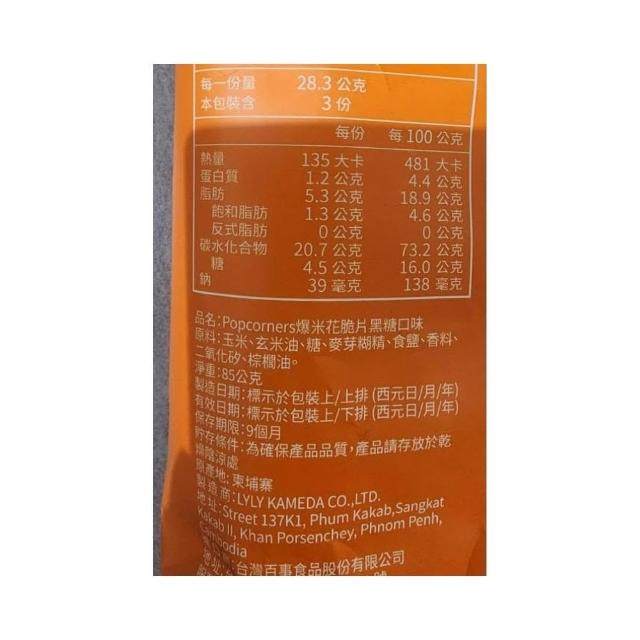 每一份量 28.3 公克
本包裝含 3 份
每份 每 100 公克
熱量 135 大卡 481 大卡
蛋白質 1.2 公克 4.4 公克
脂肪 5.3 公克 18.9 公克
飽和脂肪 1.3 公克 4.6 公克
反式脂肪 0 公克 0 公克
碳水化合物 20.7 公克 73.2 公克
糖 4.5 公克 16.0 公克
鈉 39 毫克 138 毫克
品名:Popcorners爆米花脆片黑糖口味
原料:玉米、玄米油、糖、麥芽糊精、食鹽、香料、
二氧化矽、棕櫚油。
淨重:85公克
製造日期:標示於包裝上/上排 (西元日/月/年)
有效日期:標示於包裝上/下排 (西元日/月/年)
保存期限:9個月
貯存條件:為確保產品品質,產品請存放於乾
燥陰涼處
原產地:柬埔寨
製造商:LYLY KAMEDA CO.,LTD.
地址:Street 137K1, Phum Kakab,Sangkat
Kakab II, Khan Porsenchey, Phnom Penh,
Cambodia
台灣百事食品股份有限公司